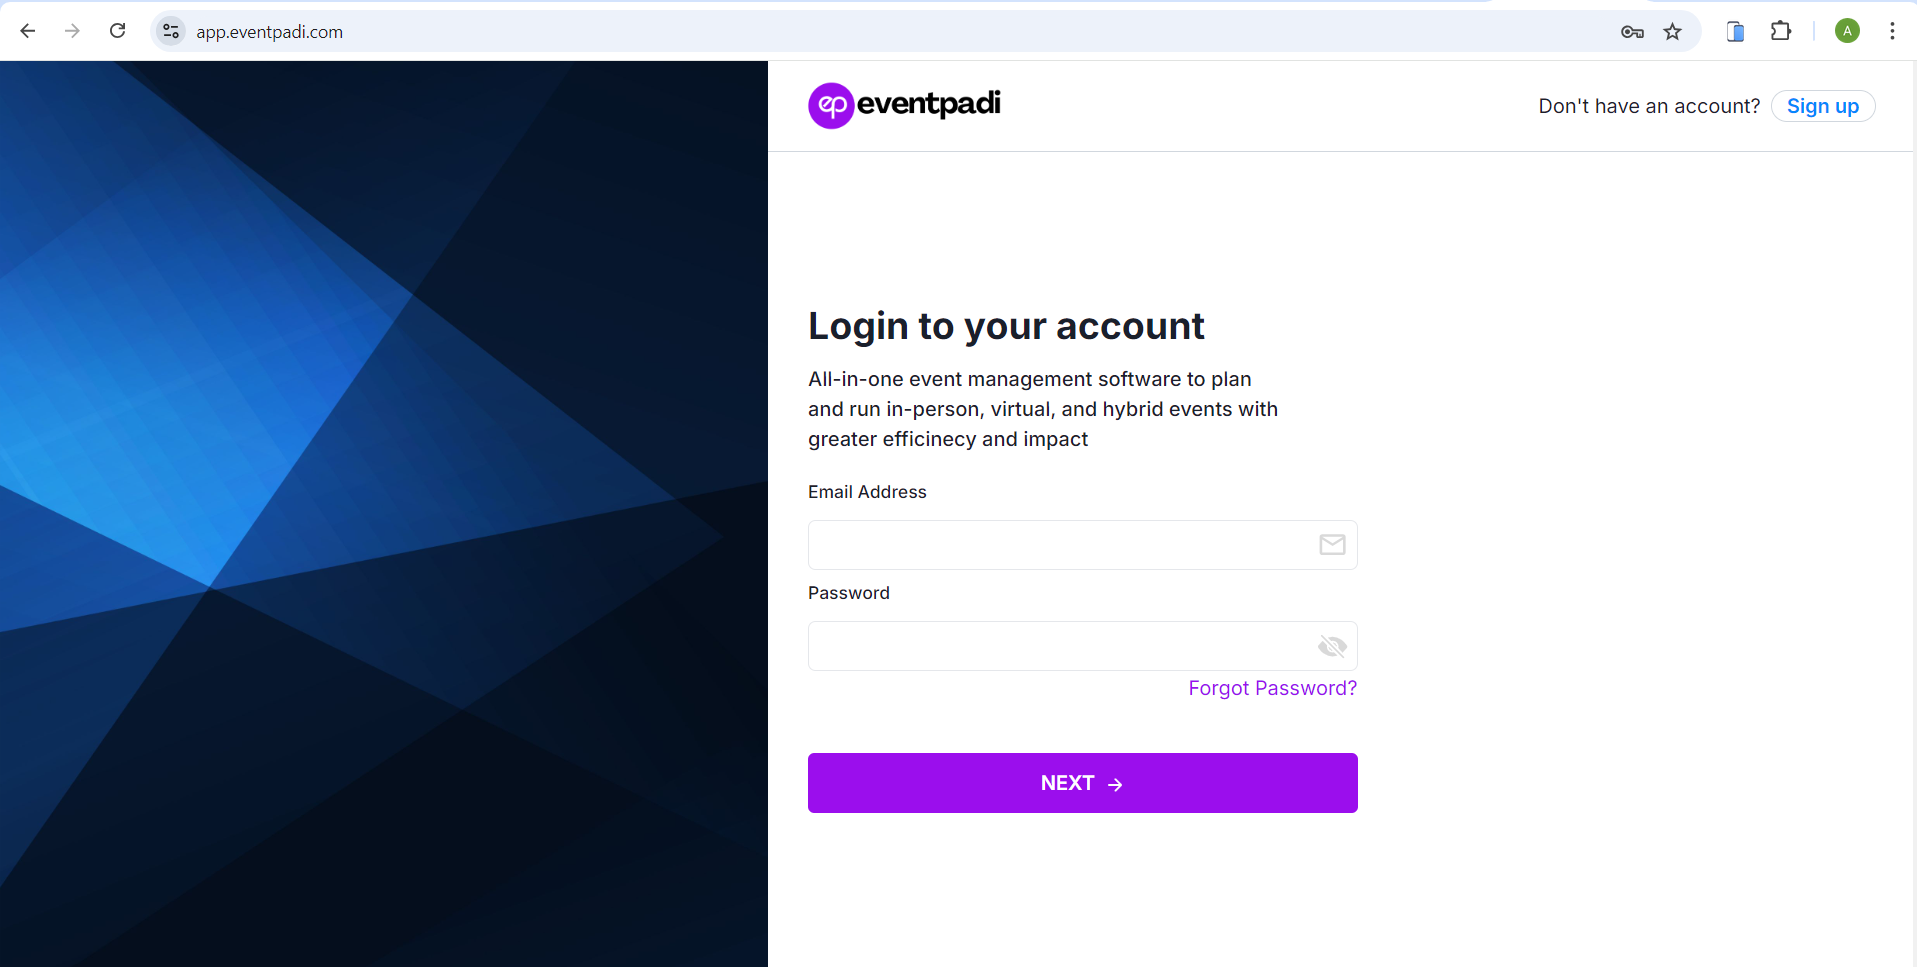 app.eventpadi.com
A
ep eventpadi
Don't have an account? Sign up
Login to your account
All-in-one event management software to plan
and run in-person, virtual, and hybrid events with
greater efficinecy and impact
Email Address
Password
Forgot Password?
NEXT →